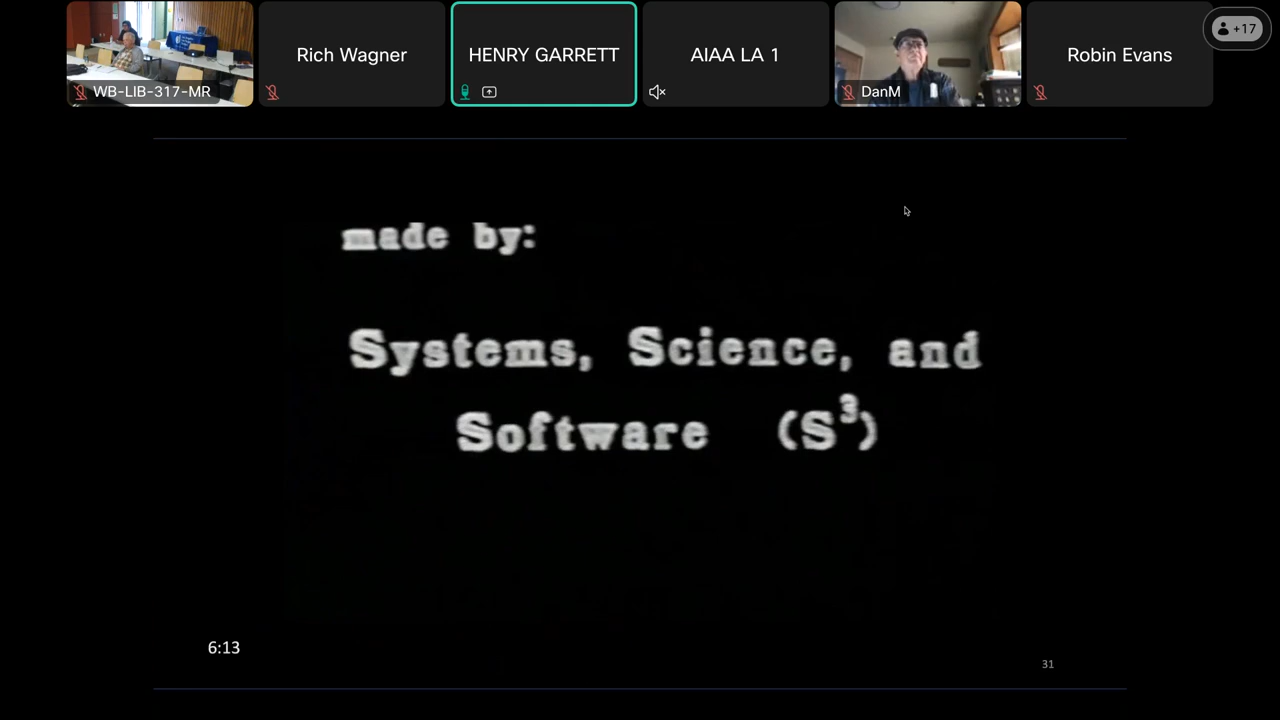 WB-LIB-317-MR
Rich Wagner
HENRY GARRETT
AIAA LA 1
DanM
Robin Evans
+17
made by:
Systems, Science, and
Software (S³)
6:13
31